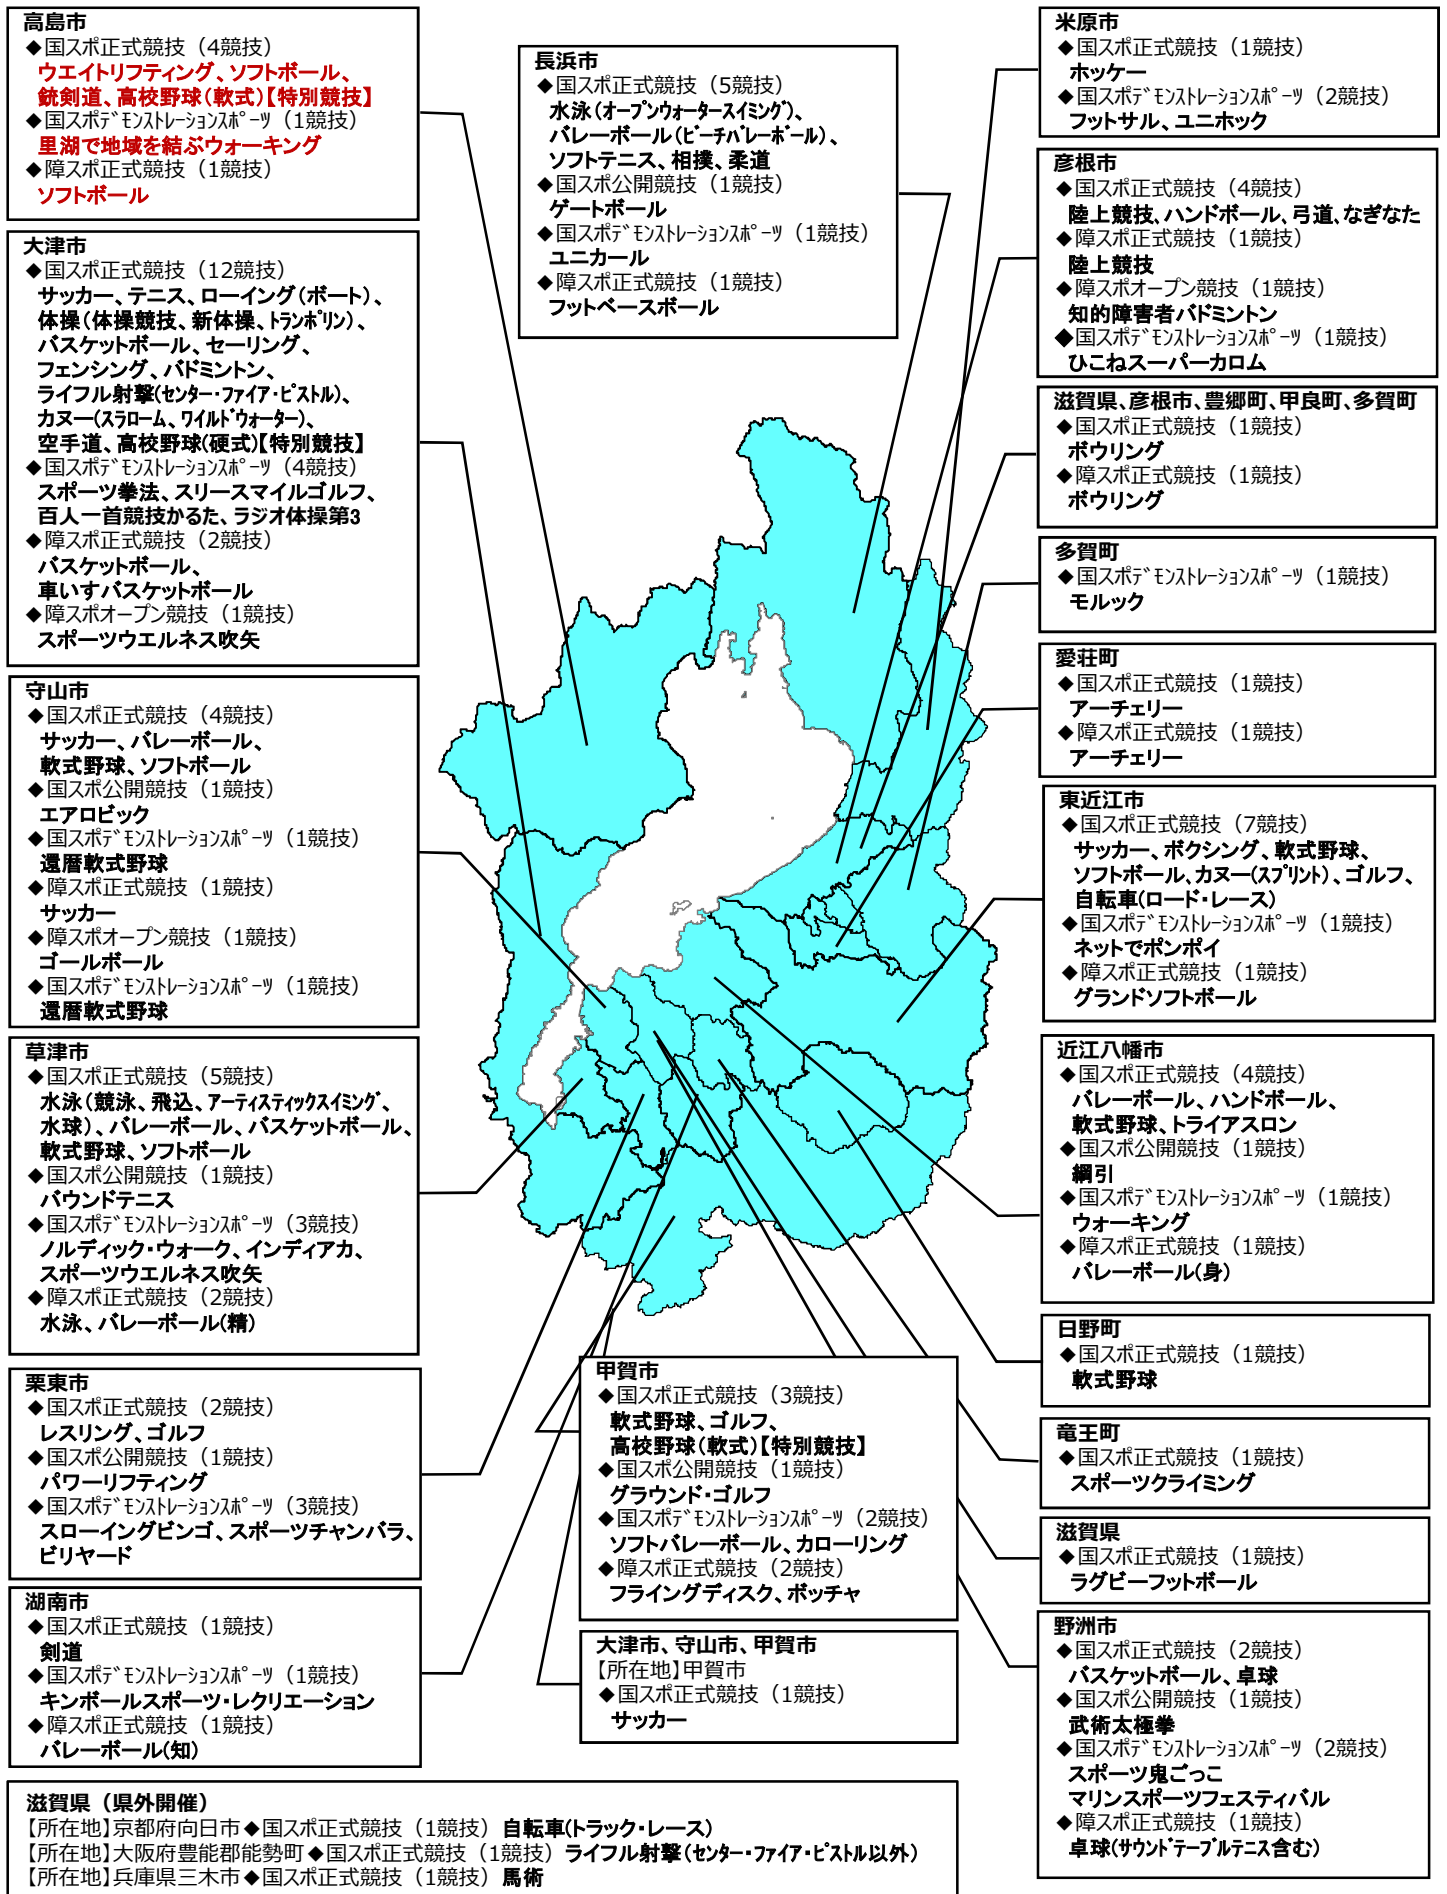 高島市
◆国スポ正式競技（4競技）
ウエイトリフティング、ソフトボール、
銃剣道、高校野球(軟式)【特別競技】
◆国スポデモンストレーションスポーツ（1競技）
里湖で地域を結ぶウォーキング
◆障スポ正式競技（1競技）
ソフトボール
大津市
◆国スポ正式競技（12競技）
サッカー、テニス、ローイング(ボート)、
体操(体操競技、新体操、トランポリン)、
バスケットボール、セーリング、
フェンシング、バドミントン、
ライフル射撃(センター・ファイア・ピストル)、
カヌー(スラローム、ワイルドウォーター)、
空手道、高校野球(硬式)【特別競技】
◆国スポデモンストレーションスポーツ（4競技）
スポーツ拳法、スリースマイルゴルフ、
百人一首競技かるた、ラジオ体操第3
◆障スポ正式競技（2競技）
バスケットボール、
車いすバスケットボール
◆障スポオープン競技（1競技）
スポーツウエルネス吹矢
守山市
◆国スポ正式競技（4競技）
サッカー、バレーボール、
軟式野球、ソフトボール
◆国スポ公開競技（1競技）
エアロビック
◆国スポデモンストレーションスポーツ（1競技）
還暦軟式野球
◆障スポ正式競技（1競技）
サッカー
◆障スポオープン競技（1競技）
ゴールボール
◆国スポデモンストレーションスポーツ（1競技）
還暦軟式野球
草津市
◆国スポ正式競技（5競技）
水泳(競泳、飛込、アーティスティックスイミング、
水球)、バレーボール、バスケットボール、
軟式野球、ソフトボール
◆国スポ公開競技（1競技）
バウンドテニス
◆国スポデモンストレーションスポーツ（3競技）
ノルディック・ウォーク、インディアカ、
スポーツウエルネス吹矢
◆障スポ正式競技（2競技）
水泳、バレーボール(精)
栗東市
◆国スポ正式競技（2競技）
レスリング、ゴルフ
◆国スポ公開競技（1競技）
パワーリフティング
◆国スポデモンストレーションスポーツ（3競技）
スローイングビンゴ、スポーツチャンバラ、
ビリヤード
湖南市
◆国スポ正式競技（1競技）
剣道
◆国スポデモンストレーションスポーツ（1競技）
キンボールスポーツ・レクリエーション
◆障スポ正式競技（1競技）
バレーボール(知)
長浜市
◆国スポ正式競技（5競技）
水泳(オープンウォータースイミング)、
バレーボール(ビーチバレーボール)、
ソフトテニス、相撲、柔道
◆国スポ公開競技（1競技）
ゲートボール
◆国スポデモンストレーションスポーツ（1競技）
ユニカール
◆障スポ正式競技（1競技）
フットベースボール
甲賀市
◆国スポ正式競技（3競技）
軟式野球、ゴルフ、
高校野球(軟式)【特別競技】
◆国スポ公開競技（1競技）
グラウンド・ゴルフ
◆国スポデモンストレーションスポーツ（2競技）
ソフトバレーボール、カローリング
◆障スポ正式競技（2競技）
フライングディスク、ボッチャ
大津市、守山市、甲賀市
【所在地】甲賀市
◆国スポ正式競技（1競技）
サッカー
米原市
◆国スポ正式競技（1競技）
ホッケー
◆国スポデモンストレーションスポーツ（2競技）
フットサル、ユニホック
彦根市
◆国スポ正式競技（4競技）
陸上競技、ハンドボール、弓道、なぎなた
◆障スポ正式競技（1競技）
陸上競技
◆障スポオープン競技（1競技）
知的障害者バドミントン
◆国スポデモンストレーションスポーツ（1競技）
ひこねスーパーカロム
滋賀県、彦根市、豊郷町、甲良町、多賀町
◆国スポ正式競技（1競技）
ボウリング
◆障スポ正式競技（1競技）
ボウリング
多賀町
◆国スポデモンストレーションスポーツ（1競技）
モルック
愛荘町
◆国スポ正式競技（1競技）
アーチェリー
◆障スポ正式競技（1競技）
アーチェリー
東近江市
◆国スポ正式競技（7競技）
サッカー、ボクシング、軟式野球、
ソフトボール、カヌー(スプリント)、ゴルフ、
自転車(ロード・レース)
◆国スポデモンストレーションスポーツ（1競技）
ネットでポンポイ
◆障スポ正式競技（1競技）
グランドソフトボール
近江八幡市
◆国スポ正式競技（4競技）
バレーボール、ハンドボール、
軟式野球、トライアスロン
◆国スポ公開競技（1競技）
綱引
◆国スポデモンストレーションスポーツ（1競技）
ウォーキング
◆障スポ正式競技（1競技）
バレーボール(身)
日野町
◆国スポ正式競技（1競技）
軟式野球
竜王町
◆国スポ正式競技（1競技）
スポーツクライミング
滋賀県
◆国スポ正式競技（1競技）
ラグビーフットボール
野洲市
◆国スポ正式競技（2競技）
バスケットボール、卓球
◆国スポ公開競技（1競技）
武術太極拳
◆国スポデモンストレーションスポーツ（2競技）
スポーツ鬼ごっこ
マリンスポーツフェスティバル
◆障スポ正式競技（1競技）
卓球(サウンドテーブルテニス含む)
滋賀県（県外開催）
【所在地】京都府向日市◆国スポ正式競技（1競技）自転車(トラック・レース)
【所在地】大阪府豊能郡能勢町◆国スポ正式競技（1競技）ライフル射撃(センター・ファイア・ピストル以外)
【所在地】兵庫県三木市◆国スポ正式競技（1競技）馬術